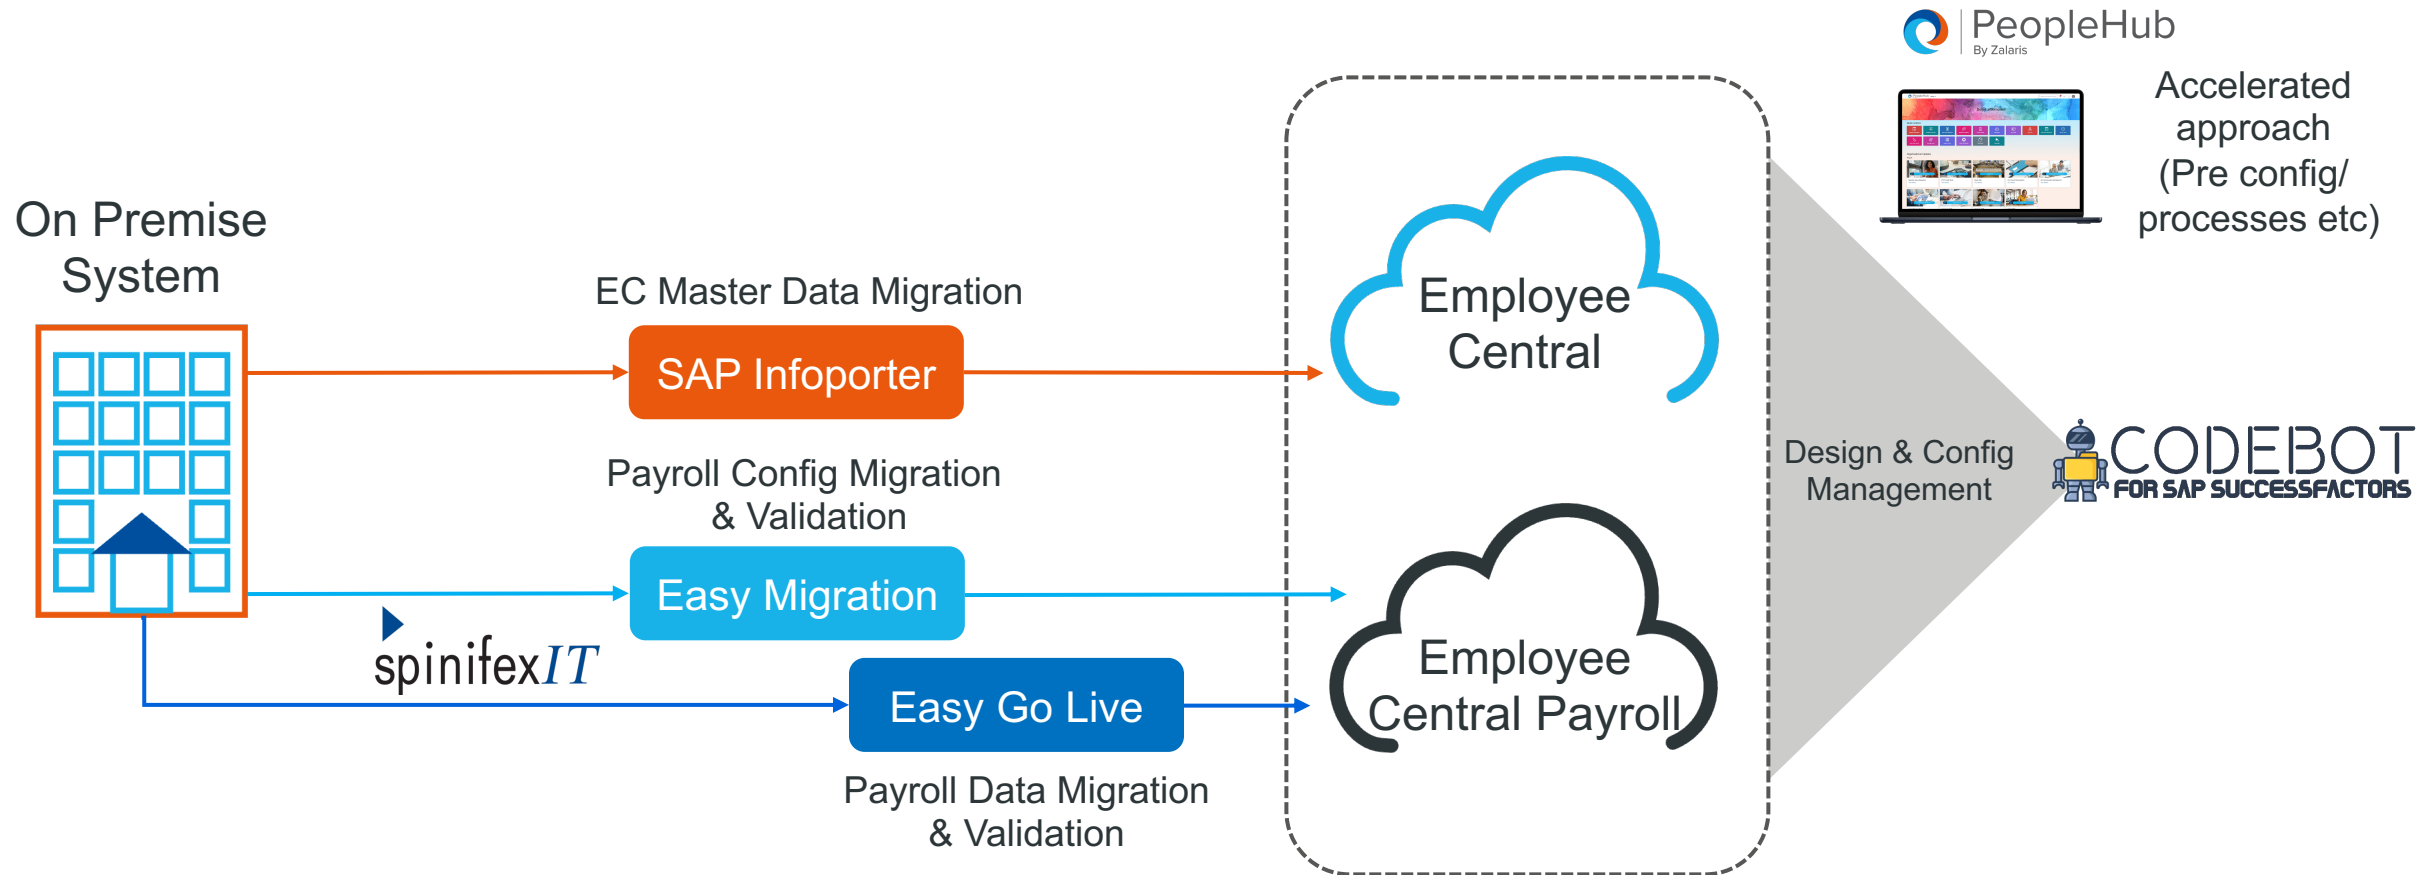 PeopleHub
By Zalaris
Accelerated
approach
(Pre config/
processes etc)
On Premise
System
EC Master Data Migration
SAP Infoporter
Employee
Central
Payroll Config Migration
& Validation
Easy Migration
spinifexIT
Easy Go Live
Payroll Data Migration
& Validation
Employee
Central Payroll
Design & Config
Management
CODEBOT
FOR SAP SUCCESSFACTORS